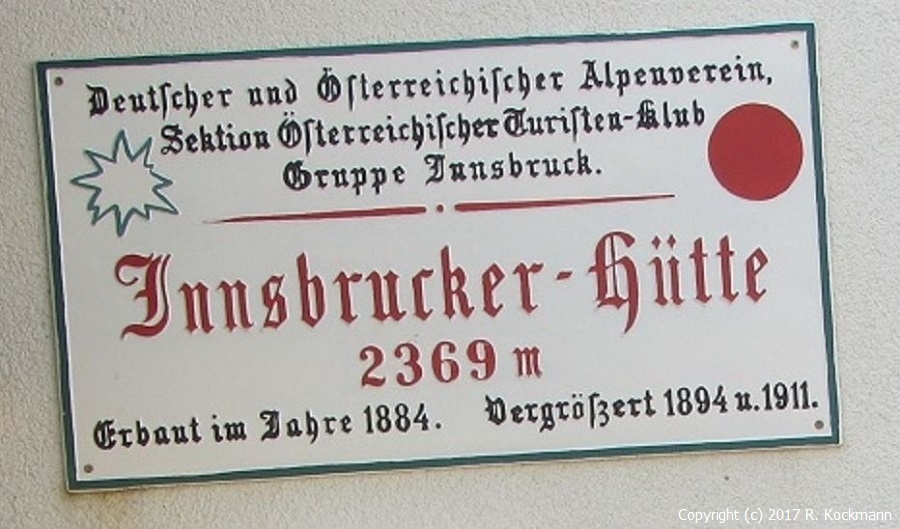 Deutscher und Österreichischer Alpenverein,
Sektion Österreichischer Turisten-Klub
Gruppe Innsbruck.
Innsbrucker-Hütte
2369 m
Erbaut im Jahre 1884. Vergrößert 1894 u. 1911.
Copyright (c) 2017 R. Kockmann